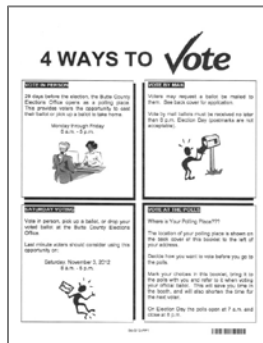 4 WAYS TO Vote
VOTE IN PERSON
29 days before the election, the Butte County
Elections Office opens as a polling place.
This provides voters the opportunity to cast
their ballot or pick up a ballot to take home.
Monday through Friday
8 a.m. - 5 p.m.
VOTE BY MAIL
Voters may request a ballot be mailed
to them. See back cover for application.
Vote by mail ballots must be received no later
than 8 p.m. Election Day (postmarks are not
acceptable).
SATURDAY VOTING
Vote in person, pick up a ballot, or drop your
voted ballot at the Butte County Elections
Office.
Last minute voters should consider using this
opportunity on:
Saturday November 3, 2012
VOTE AT THE POLLS
Where is Your Polling Place???
The location of your polling place is shown on
the back cover of this booklet to the left of
your address.
Decide how you want to vote before you go to
the polls.
Mark your choices in this booklet, bring it to
the polls with you and refer to it when voting
your official ballot. This will save you time in
the booth, and will also shorten the time for
the next voter.
On Election Day the polls open at 7 a.m. and
close at 8 p.m.